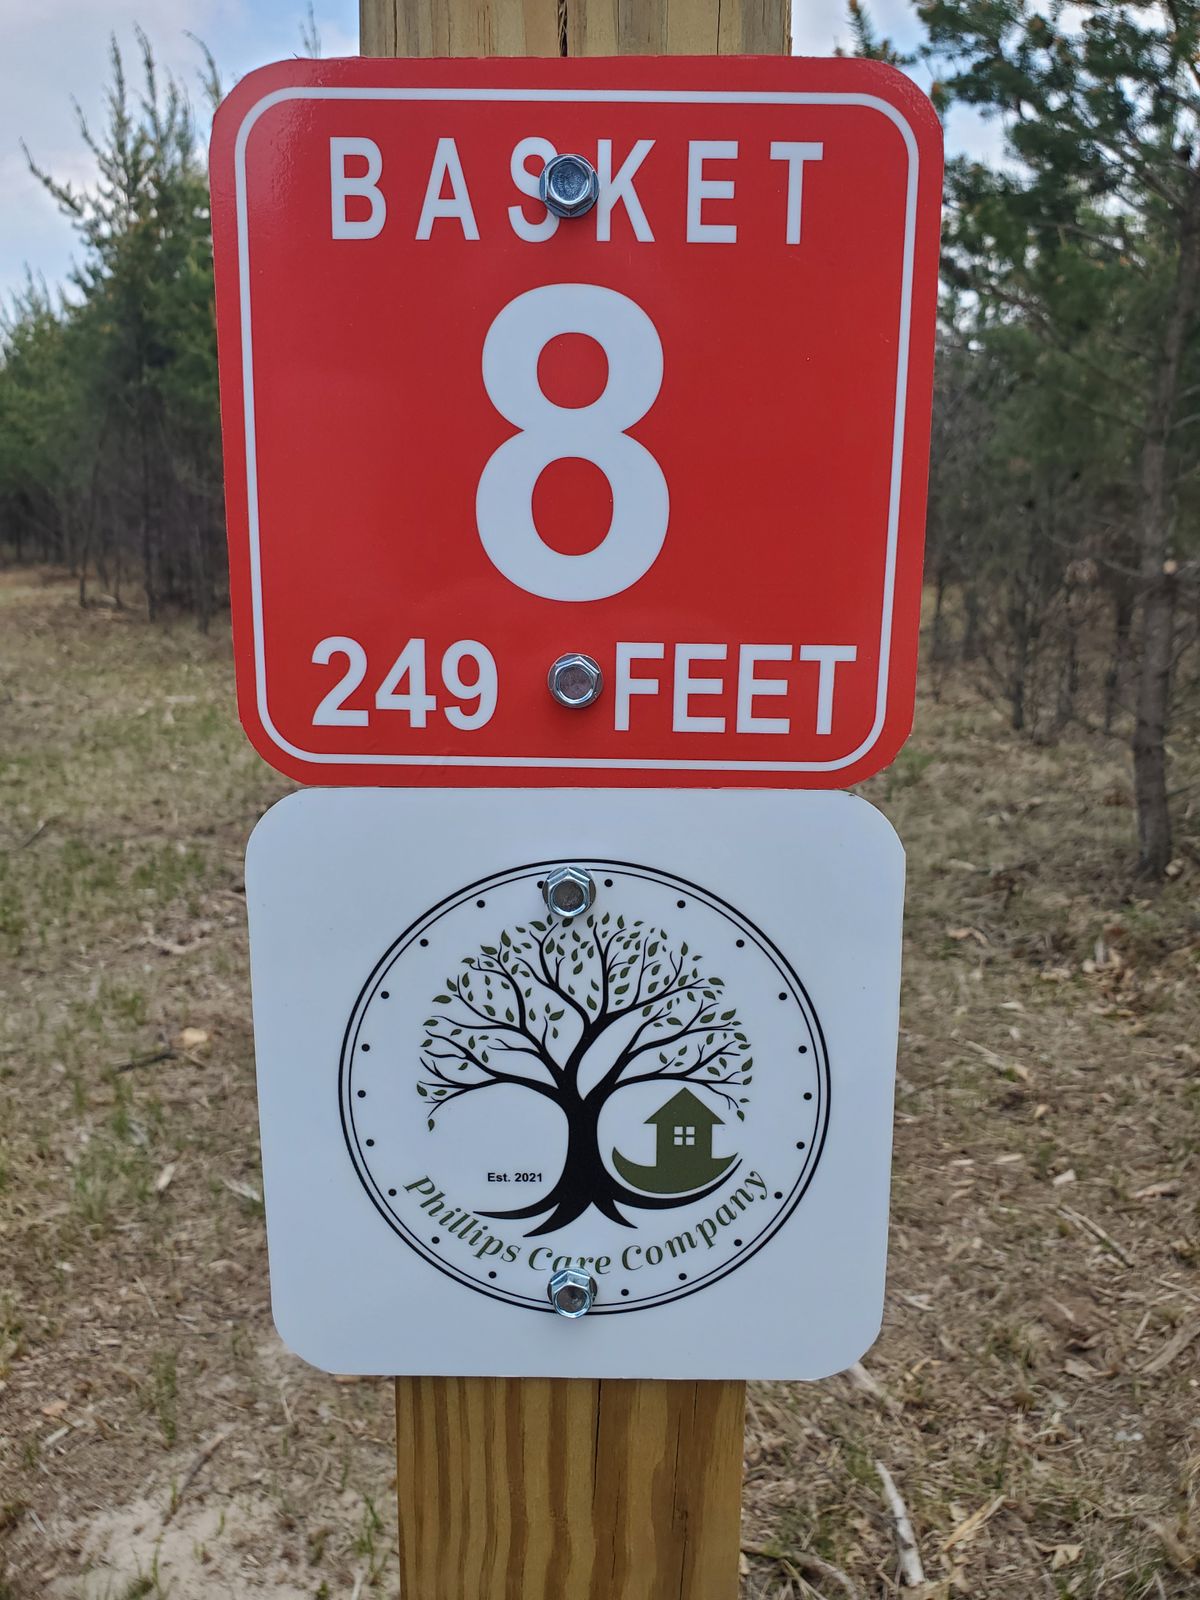 BASKET
8
249 FEET
Est. 2021
Phillips Care Company